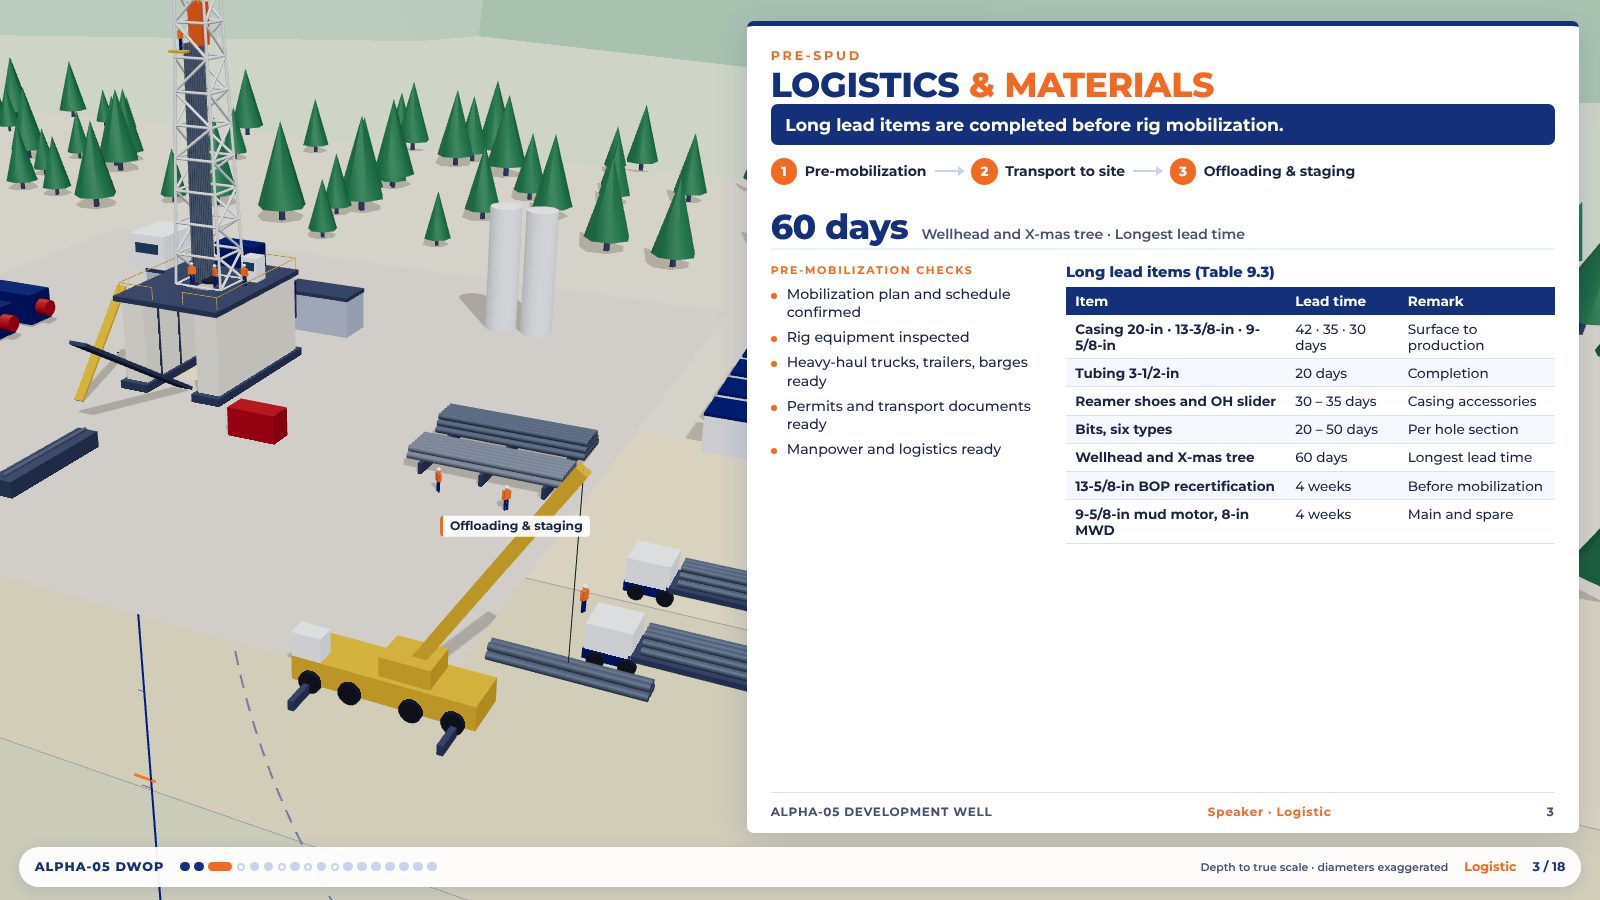 PRE-SPUD
LOGISTICS & MATERIALS
Long lead items are completed before rig mobilization.
1 Pre-mobilization 2 Transport to site 3 Offloading & staging
60 days Wellhead and X-mas tree · Longest lead time
PRE-MOBILIZATION CHECKS
Mobilization plan and schedule
confirmed
Rig equipment inspected
Heavy-haul trucks, trailers, barges
ready
Permits and transport documents
ready
Manpower and logistics ready
Long lead items (Table 9.3)
Item Lead time Remark
Casing 20-in · 13-3/8-in · 9- 42 · 35 · 30 Surface to
5/8-in days production
Tubing 3-1/2-in 20 days Completion
Reamer shoes and OH slider 30 – 35 days Casing accessories
Bits, six types 20 – 50 days Per hole section
Wellhead and X-mas tree 60 days Longest lead time
13-5/8-in BOP recertification 4 weeks Before mobilization
9-5/8-in mud motor, 8-in 4 weeks Main and spare
MWD
Offloading & staging
ALPHA-05 DEVELOPMENT WELL Speaker · Logistic 3
ALPHA-05 DWOP Depth to true scale · diameters exaggerated Logistic 3 / 18